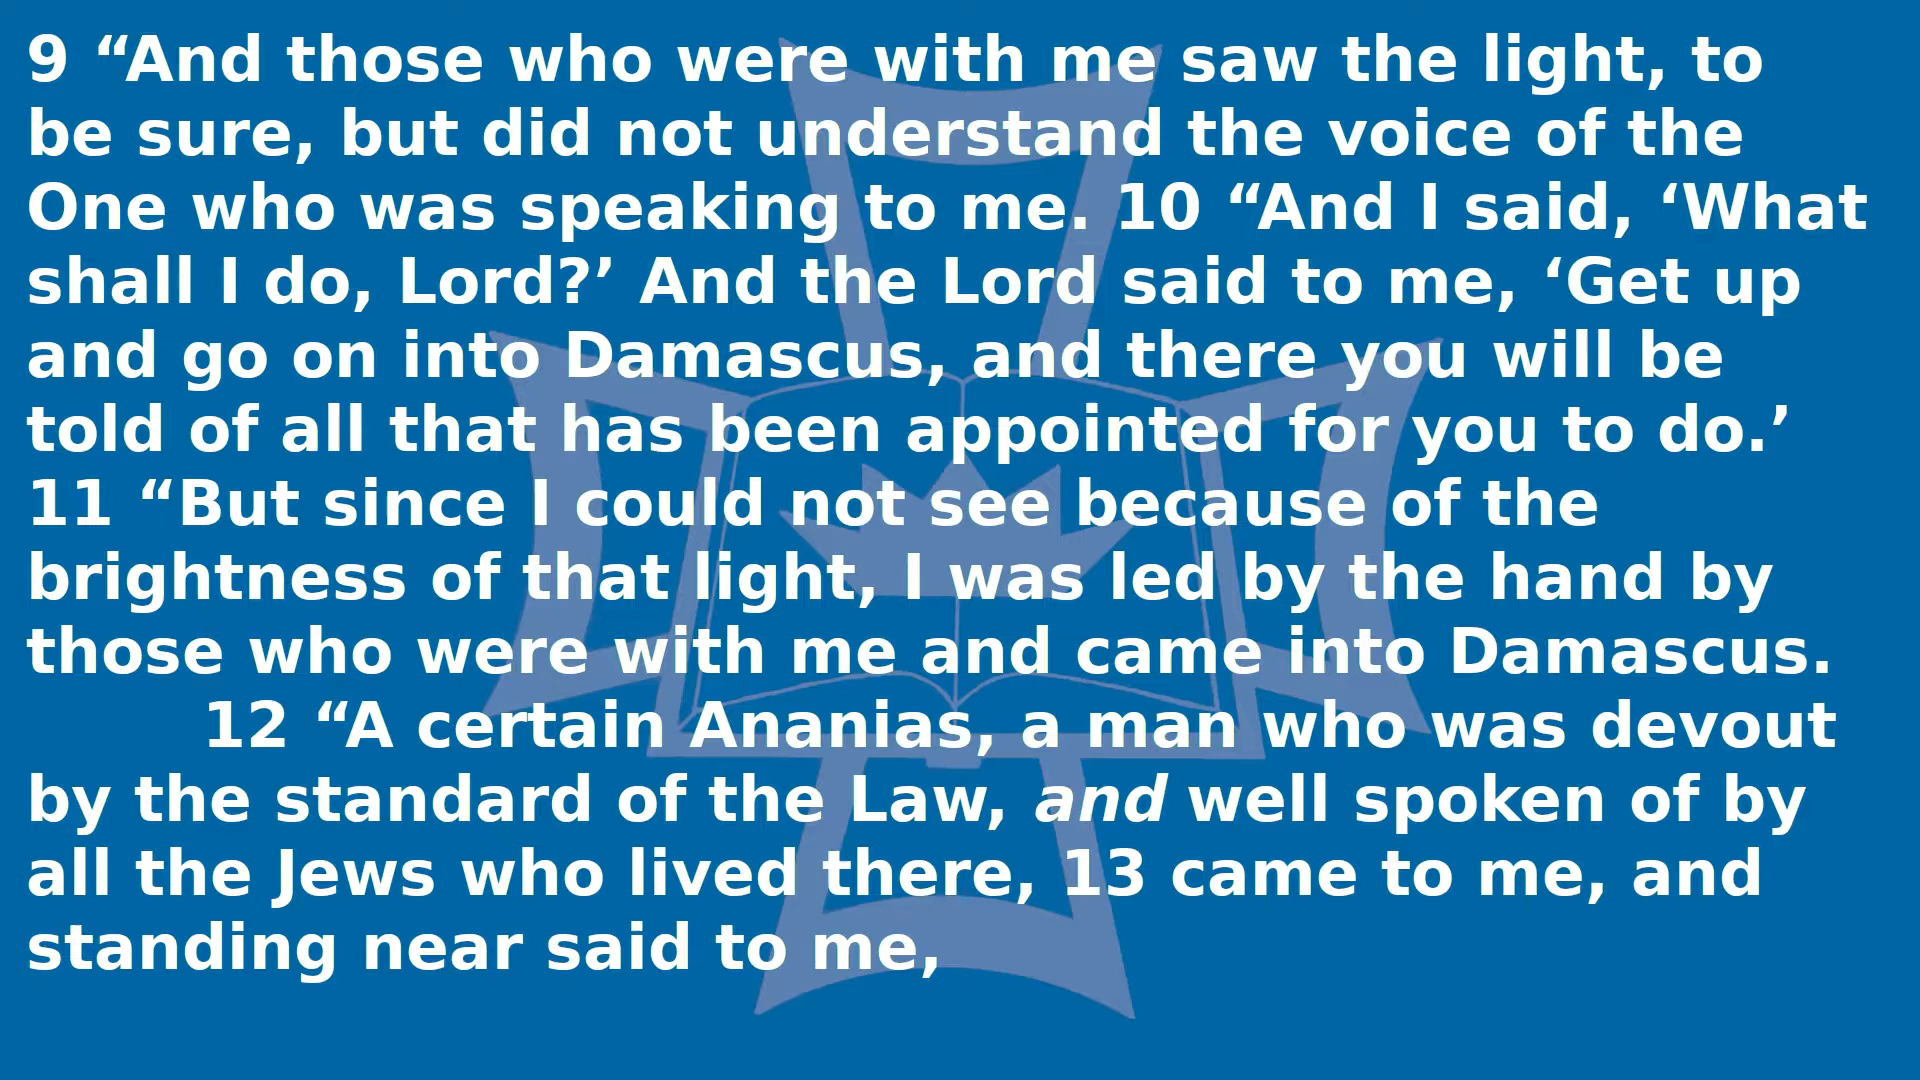 9 “And those who were with me saw the light, to
be sure, but did not understand the voice of the
One who was speaking to me. 10 “And I said, ‘What
shall I do, Lord?’ And the Lord said to me, ‘Get up
and go on into Damascus, and there you will be
told of all that has been appointed for you to do.’
11 “But since I could not see because of the
brightness of that light, I was led by the hand by
those who were with me and came into Damascus.
12 “A certain Ananias, a man who was devout
by the standard of the Law, and well spoken of by
all the Jews who lived there, 13 came to me, and
standing near said to me,